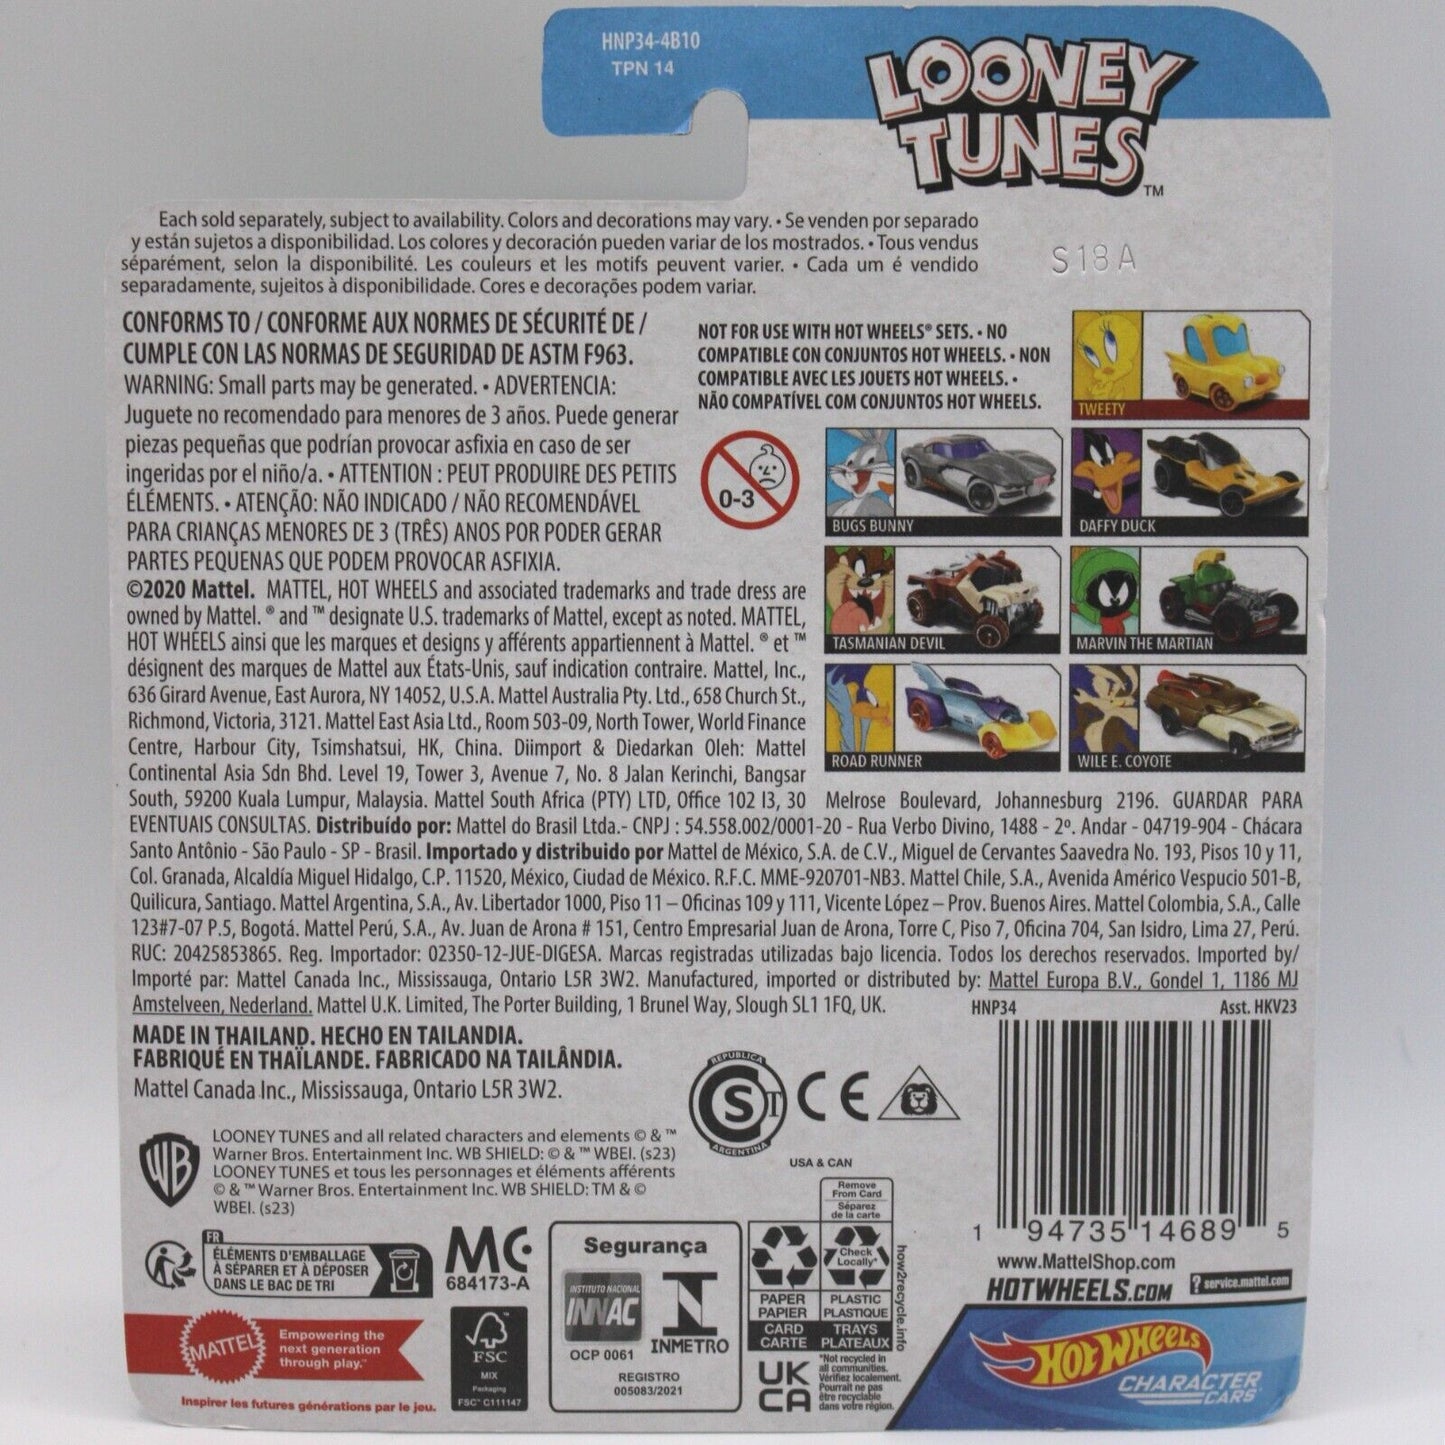 HNP34-4B10
TPN 14
LOONEY
TUNES™
S18A
Each sold separately, subject to availability. Colors and decorations may vary. • Se venden por separado
y están sujetos a disponibilidad. Los colores y decoración pueden variar de los mostrados. • Tous vendus
séparément, selon la disponibilité. Les couleurs et les motifs peuvent varier. • Cada um é vendido
separadamente, sujeitos à disponibilidade. Cores e decorações podem variar.
CONFORMS TO / CONFORME AUX NORMES DE SÉCURITÉ DE /
CUMPLE CON LAS NORMAS DE SEGURIDAD DE ASTM F963.
WARNING: Small parts may be generated. • ADVERTENCIA:
Juguete no recomendado para menores de 3 años. Puede generar
piezas pequeñas que podrían provocar asfixia en caso de ser
ingeridas por el niño/a. • ATTENTION : PEUT PRODUIRE DES PETITS
ÉLÉMENTS. • ATENÇÃO: NÃO INDICADO / NÃO RECOMENDÁVEL
PARA CRIANÇAS MENORES DE 3 (TRÊS) ANOS POR PODER GERAR
PARTES PEQUENAS QUE PODEM PROVOCAR ASFIXIA.
NOT FOR USE WITH HOT WHEELS® SETS. • NO
COMPATIBLE CON CONJUNTOS HOT WHEELS. • NON
COMPATIBLE AVEC LES JOUETS HOT WHEELS. •
NÃO COMPATÍVEL COM CONJUNTOS HOT WHEELS.
0-3
TWEETY
BUGS BUNNY
DAFFY DUCK
TASMANIAN DEVIL
MARVIN THE MARTIAN
ROAD RUNNER
WILE E. COYOTE
©2020 Mattel. MATTEL, HOT WHEELS and associated trademarks and trade dress are
owned by Mattel. ® and ™ designate U.S. trademarks of Mattel, except as noted. MATTEL,
HOT WHEELS ainsi que les marques et designs y afférents appartiennent à Mattel. ® et ™
désignent des marques de Mattel aux États-Unis, sauf indication contraire. Mattel, Inc.,
636 Girard Avenue, East Aurora, NY 14052, U.S.A. Mattel Australia Pty. Ltd., 658 Church St.,
Richmond, Victoria, 3121. Mattel East Asia Ltd., Room 503-09, North Tower, World Finance
Centre, Harbour City, Tsimshatsui, HK, China. Diimport & Diedarkan Oleh: Mattel
Continental Asia Sdn Bhd. Level 19, Tower 3, Avenue 7, No. 8 Jalan Kerinchi, Bangsar
South, 59200 Kuala Lumpur, Malaysia. Mattel South Africa (PTY) LTD, Office 102 I3, 30 Melrose Boulevard, Johannesburg 2196. GUARDAR PARA
EVENTUAIS CONSULTAS. Distribuído por: Mattel do Brasil Ltda.- CNPJ : 54.558.002/0001-20 - Rua Verbo Divino, 1488 - 2º. Andar - 04719-904 - Chácara
Santo Antônio - São Paulo - SP - Brasil. Importado y distribuido por Mattel de México, S.A. de C.V., Miguel de Cervantes Saavedra No. 193, Pisos 10 y 11,
Col. Granada, Alcaldía Miguel Hidalgo, C.P. 11520, México, Ciudad de México. R.F.C. MME-920701-NB3. Mattel Chile, S.A., Avenida Américo Vespucio 501-B,
Quilicura, Santiago. Mattel Argentina, S.A., Av. Libertador 1000, Piso 11 – Oficinas 109 y 111, Vicente López – Prov. Buenos Aires. Mattel Colombia, S.A., Calle
123#7-07 P.5, Bogotá. Mattel Perú, S.A., Av. Juan de Arona # 151, Centro Empresarial Juan de Arona, Torre C, Piso 7, Oficina 704, San Isidro, Lima 27, Perú.
RUC: 20425853865. Reg. Importador: 02350-12-JUE-DIGESA. Marcas registradas utilizadas bajo licencia. Todos los derechos reservados. Imported by/
Importé par: Mattel Canada Inc., Mississauga, Ontario L5R 3W2. Manufactured, imported or distributed by: Mattel Europa B.V., Gondel 1, 1186 MJ
Amstelveen, Nederland. Mattel U.K. Limited, The Porter Building, 1 Brunel Way, Slough SL1 1FQ, UK.
HNP34
Asst. HKV23
MADE IN THAILAND. HECHO EN TAILANDIA.
FABRIQUÉ EN THAÏLANDE. FABRICADO NA TAILÂNDIA.
Mattel Canada Inc., Mississauga, Ontario L5R 3W2.
REPUBLICA
ARGENTINA
CE
WB
LOONEY TUNES and all related characters and elements © & ™
Warner Bros. Entertainment Inc. WB SHIELD: © & ™ WBEI. (s23)
LOONEY TUNES et tous les personnages et éléments afférents
© & ™ Warner Bros. Entertainment Inc. WB SHIELD: TM & ©
WBEI. (s23)
FR
ÉLÉMENTS D'EMBALLAGE
À SÉPARER ET À DÉPOSER
DANS LE BAC DE TRI
MC
684173-A
Segurança
INSTITUTO NACIONAL
INNAC
OCP 0061
INMETRO
REGISTRO
005083/2021
USA & CAN
Remove
From Card
Séparez
de la carte
Check
Locally*
PAPER
PAPIER
PLASTIC
PLASTIQUE
CARD
CARTE
TRAYS
PLATEAUX
how2recycle.info
*Not recycled in
all communities.
Vérifiez localement.
Pourrait ne pas
être recyclable
dans votre région.
UK
CA
1 94735 14689 5
www.MattelShop.com
HOTWHEELS.COM
? service.mattel.com
MATTEL
Empowering the
next generation
through play.™
Inspirer les futures générations par le jeu.
FSC
MIX
Packaging
FSC™ C111147
HOT WHEELS
CHARACTER
CARS